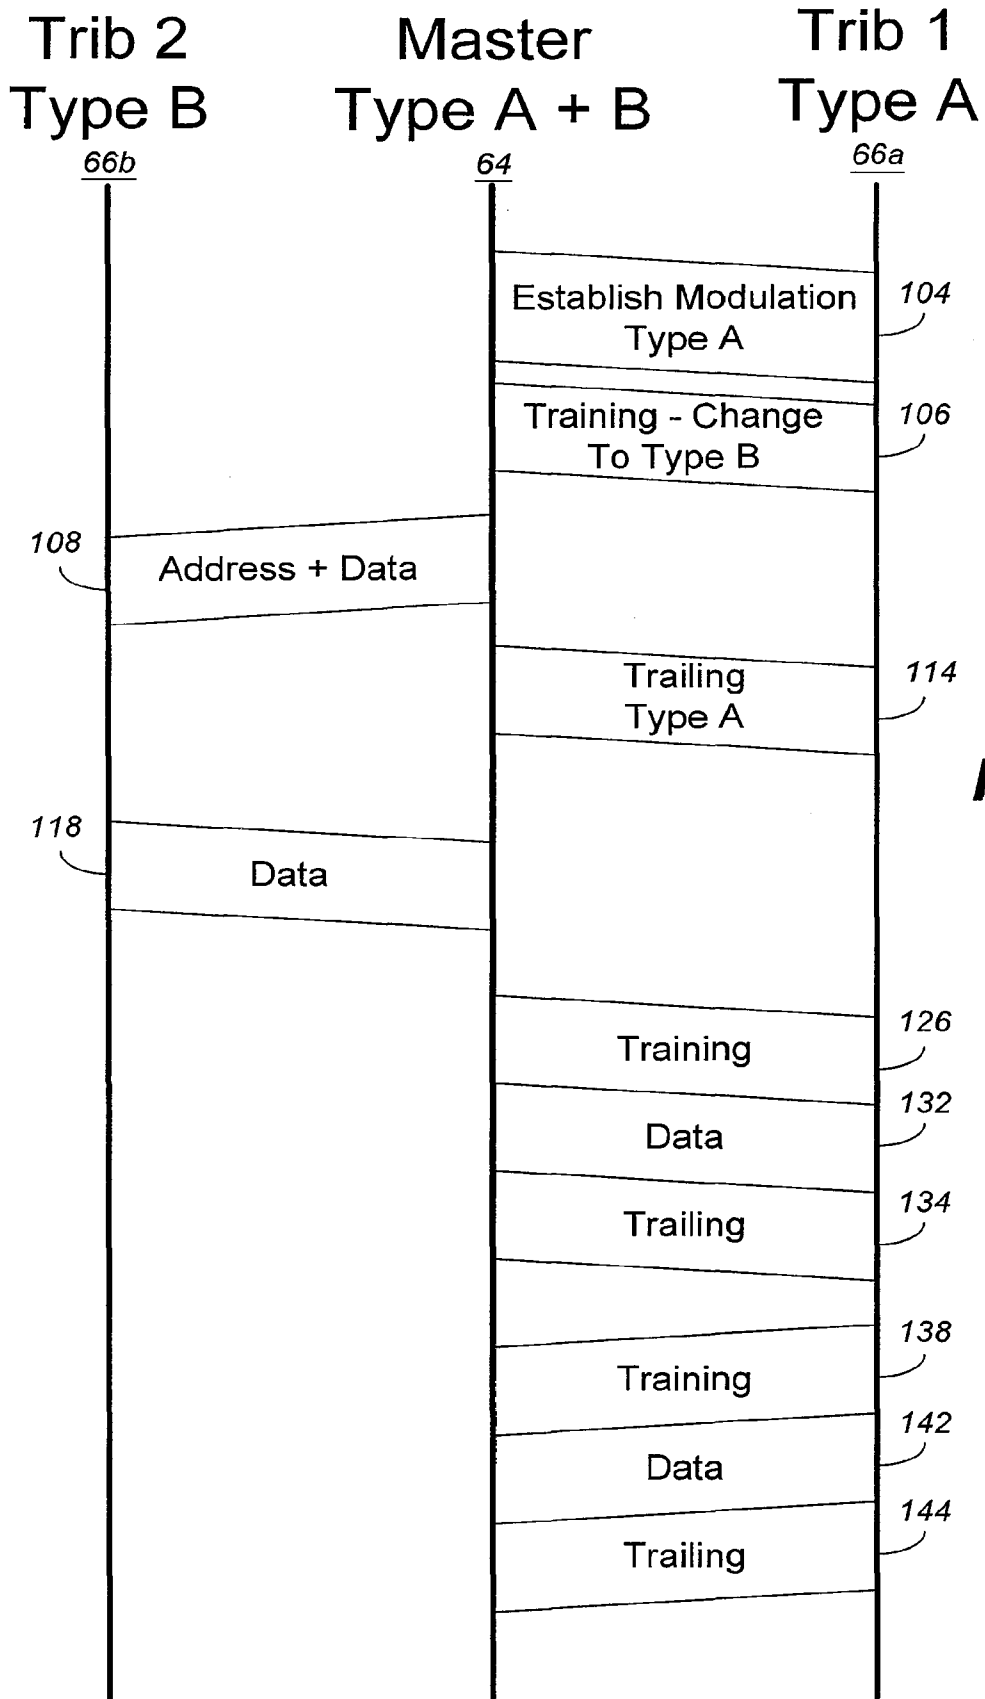 Trib 2
Type B
66b
Master
Type A + B
64
Trib 1
Type A
66a
Establish Modulation
Type A
104
Training - Change
To Type B
106
108
Address + Data
Trailing
Type A
114
118
Data
Training
126
Data
132
Trailing
134
Training
138
Data
142
Trailing
144